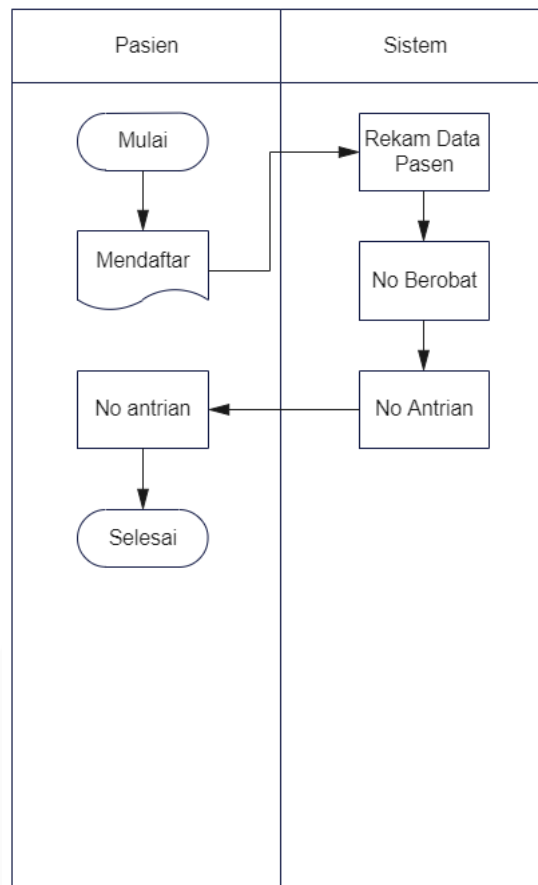 Pasien
Sistem
Mulai
Mendaftar
Rekam Data
Pasen
No Berobat
No Antrian
No antrian
Selesai